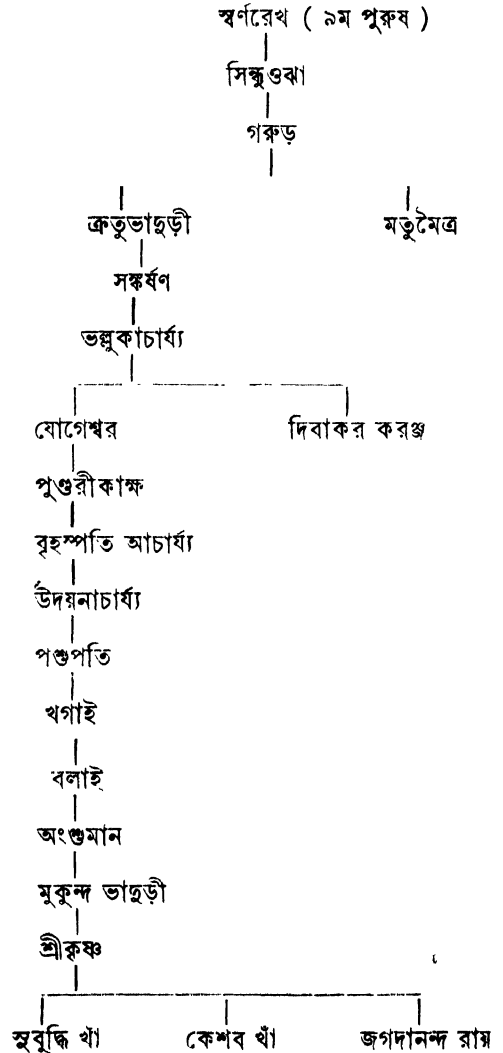 স্বর্ণরেখ ( ৯ম পুরুষ )
সিন্ধুওঝা
গরুড়
ক্রতুভাদুড়ী মতুমৈত্র
সঙ্কর্ষণ
ভল্লুকাচার্য্য
যোগেশ্বর দিবাকর করঞ্জ
পুণ্ডরীকাক্ষ
বৃহস্পতি আচার্য্য
উদয়নাচার্য্য
পশুপতি
খগাই
বলাই
অংশুমান
মুকুন্দ ভাদুড়ী
শ্রীকৃষ্ণ
সুবুদ্ধি খাঁ কেশব খাঁ জগদানন্দ রায়